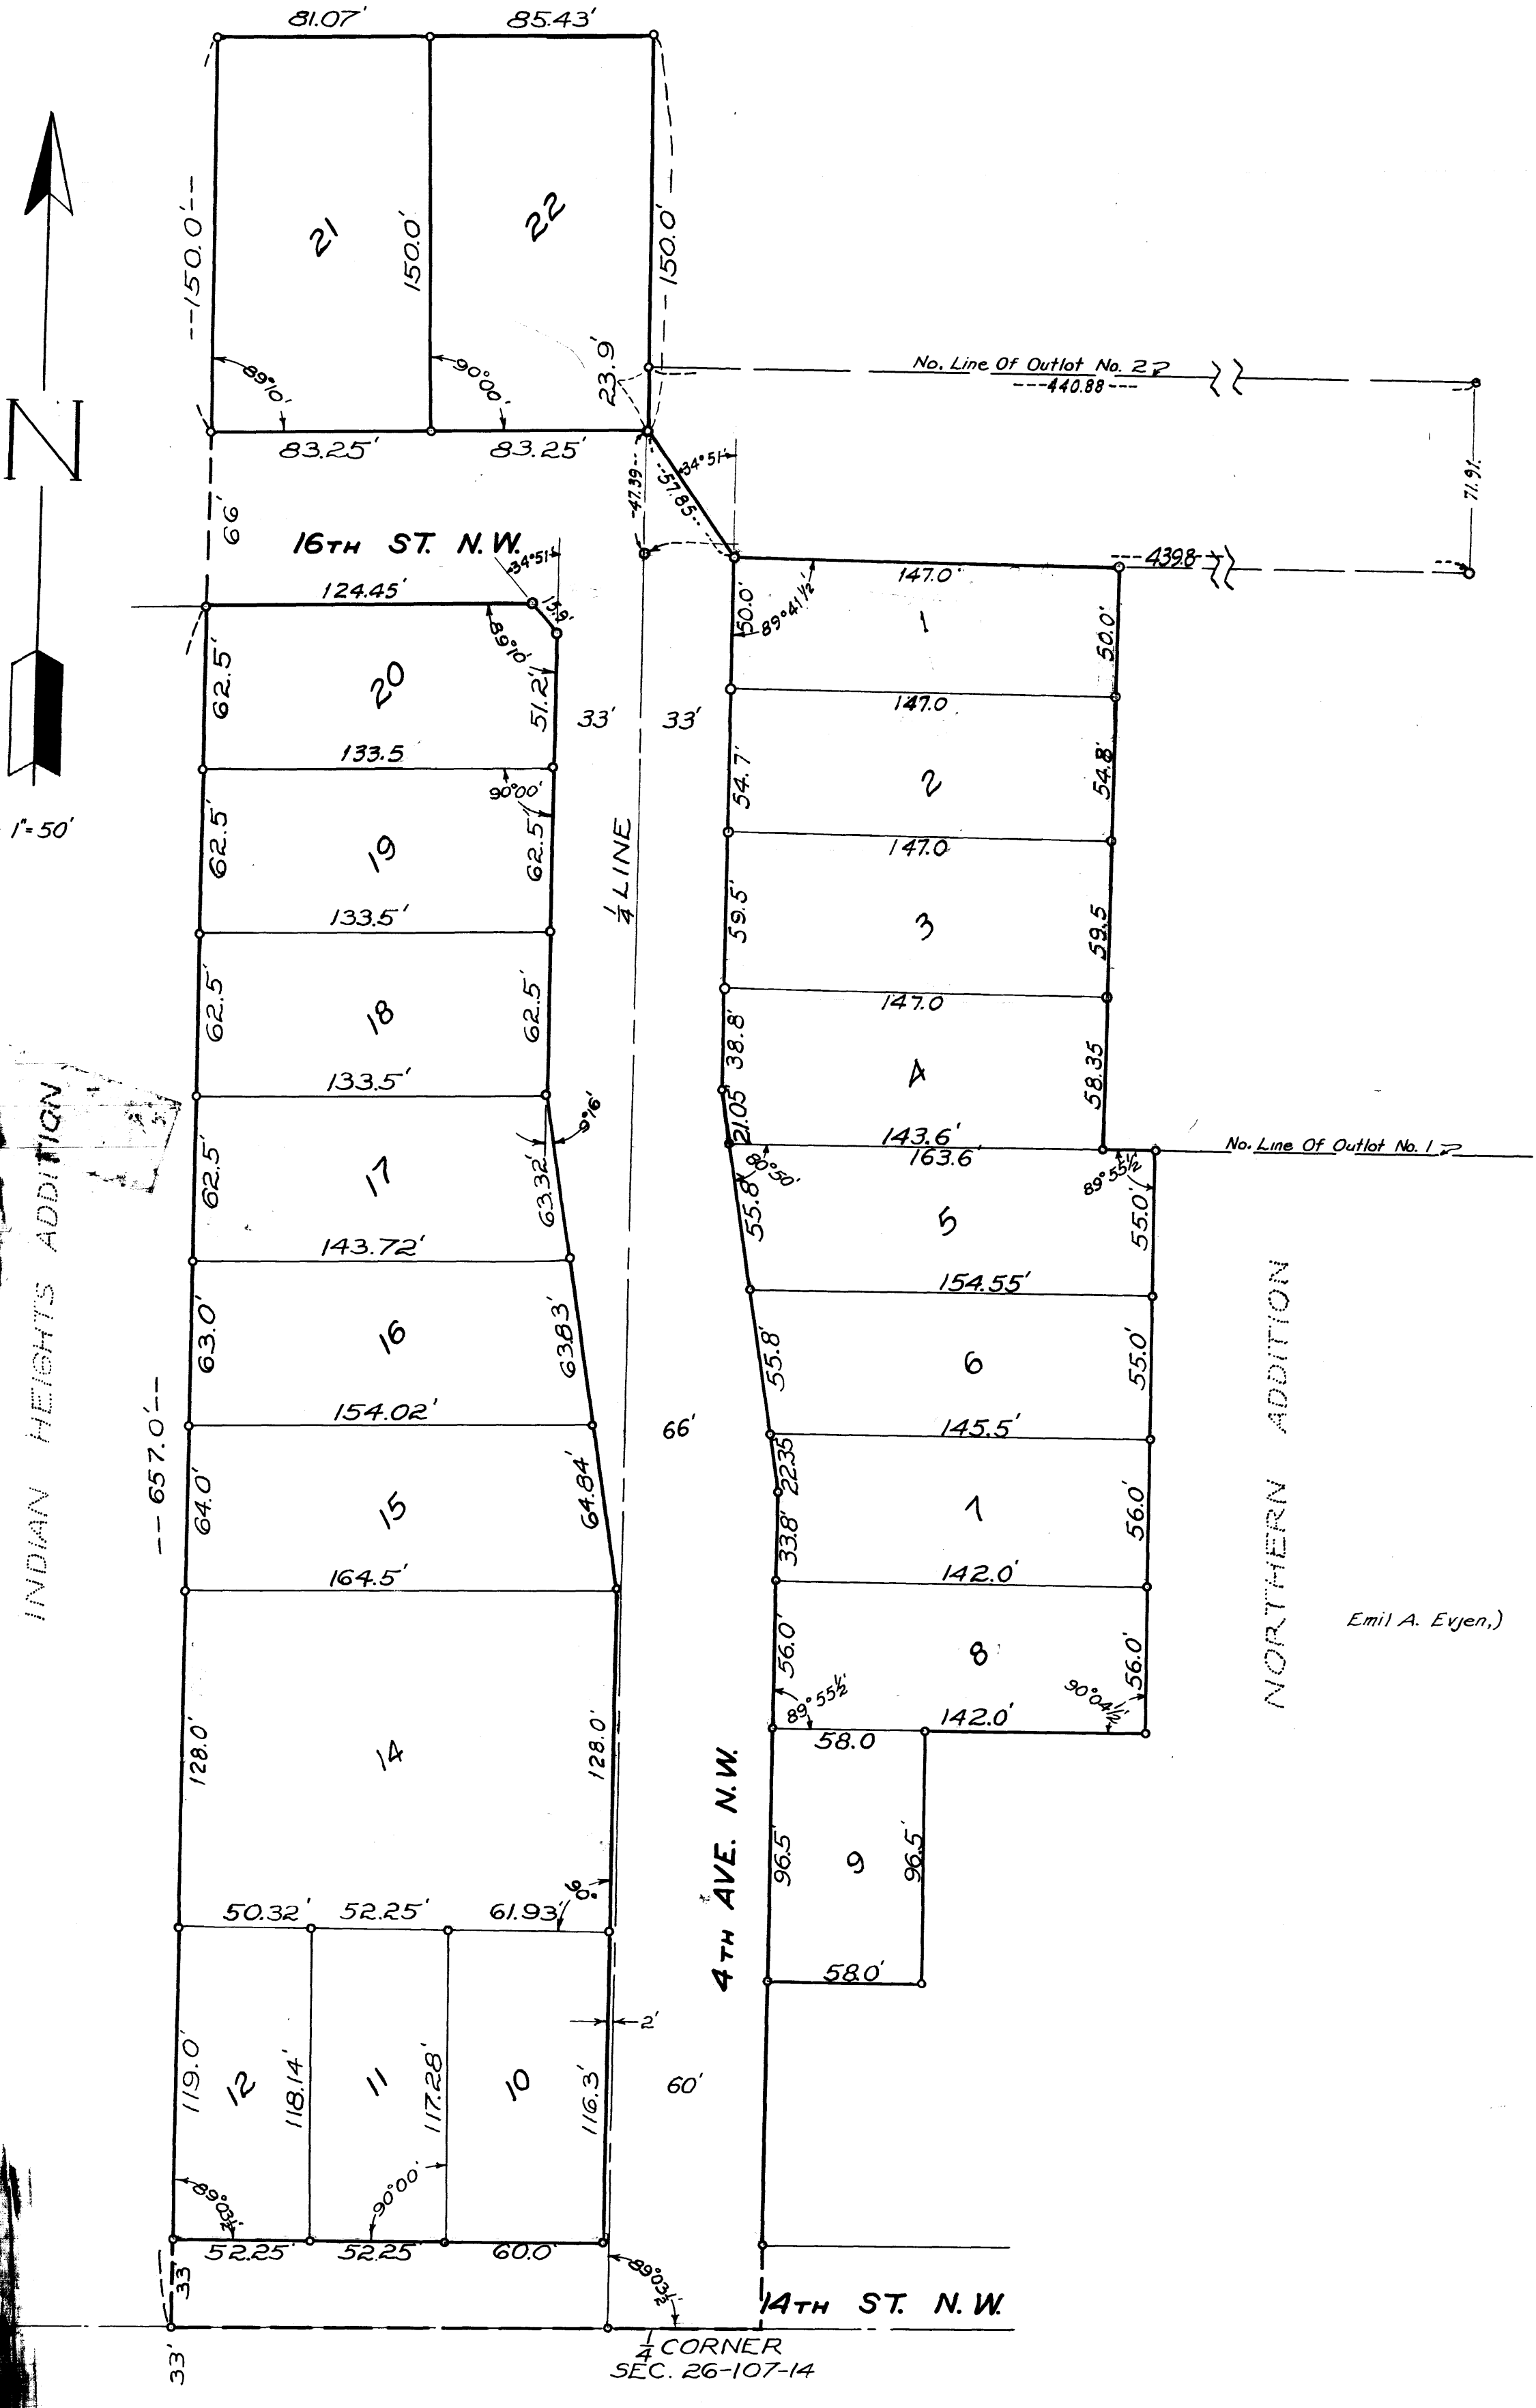 81.07' 85.43'
---150.0'--- 21 150.0' 22 ---150.0'---
89°10' 90°00' 23.9'
No. Line Of Outlot No. 2
---440.88---
83.25' 83.25'
34°51' --57.85-- -47.39-- 71.91
N
66'
16TH ST. N.W.
34°51' ---439.8---
124.45' 15.9' 147.0'
89°10' 50.0' 89°41½' 1 50.0'
62.5' 20 51.2' 33' 33' 147.0
133.5
90°00' 54.7' 2 54.8'
1"=50'
62.5' 19 62.5' ¼ LINE 147.0
133.5' 59.5' 3 59.5
62.5' 18 62.5' 147.0
133.5' 38.8' 4 58.35
9°16' 21.05' 143.6'
163.6'
No. Line Of Outlot No. 1
80°50' 89°55½'
62.5' 17 63.32' 55.8' 5 55.0'
143.72' 154.55'
63.0' 16 63.83' 55.8' 6 55.0'
154.02' 66' 145.5'
--657.0'--
64.0' 15 64.84' 22.35 33.8' 7 56.0'
164.5' 142.0'
INDIAN HEIGHTS ADDITION
NORTHERN ADDITION
Emil A. Evjen,)
56.0' 8 56.0'
89°55½' 90°04½'
58.0 142.0'
128.0' 14 128.0'
4TH AVE. N.W.
96.5' 9 96.5'
90°
50.32' 52.25' 61.93'
58.0'
2'
119.0' 12 118.14' 11 117.28' 10 116.3' 60'
89°03½' 90°00'
52.25' 52.25' 60.0'
33 89°03½'
14TH ST. N.W.
33'
¼ CORNER
SEC. 26-107-14